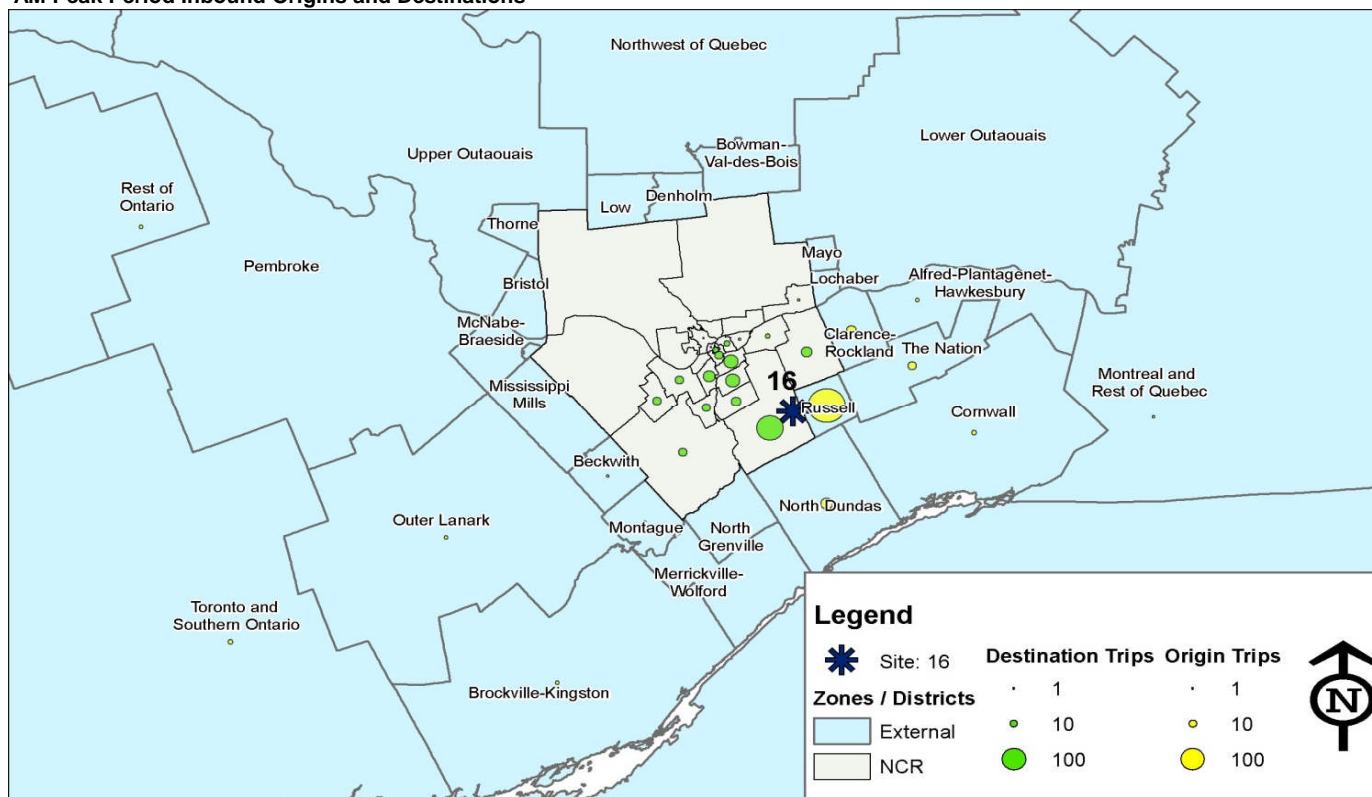 AM Peak Period Inbound Origins and Destinations
Northwest of Quebec
Lower Outaouais
Upper Outaouais
Bowman-
Val-des-Bois
Rest of
Ontario
Denholm
Low
Thorne
Mayo
Pembroke
Lochaber
Alfred-Plantagenet-
Hawkesbury
Bristol
McNabe-
Braeside
Clarence-
Rockland
The Nation
Mississippi
Mills
16
Montreal and
Rest of Quebec
Russell
Cornwall
Beckwith
North Dundas
Outer Lanark
Montague
North
Grenville
Merrickville-
Wolford
Toronto and
Southern Ontario
Brockville-Kingston
Legend
Site: 16
Destination Trips
Origin Trips
1
1
Zones / Districts
10
10
External
NCR
100
100
N